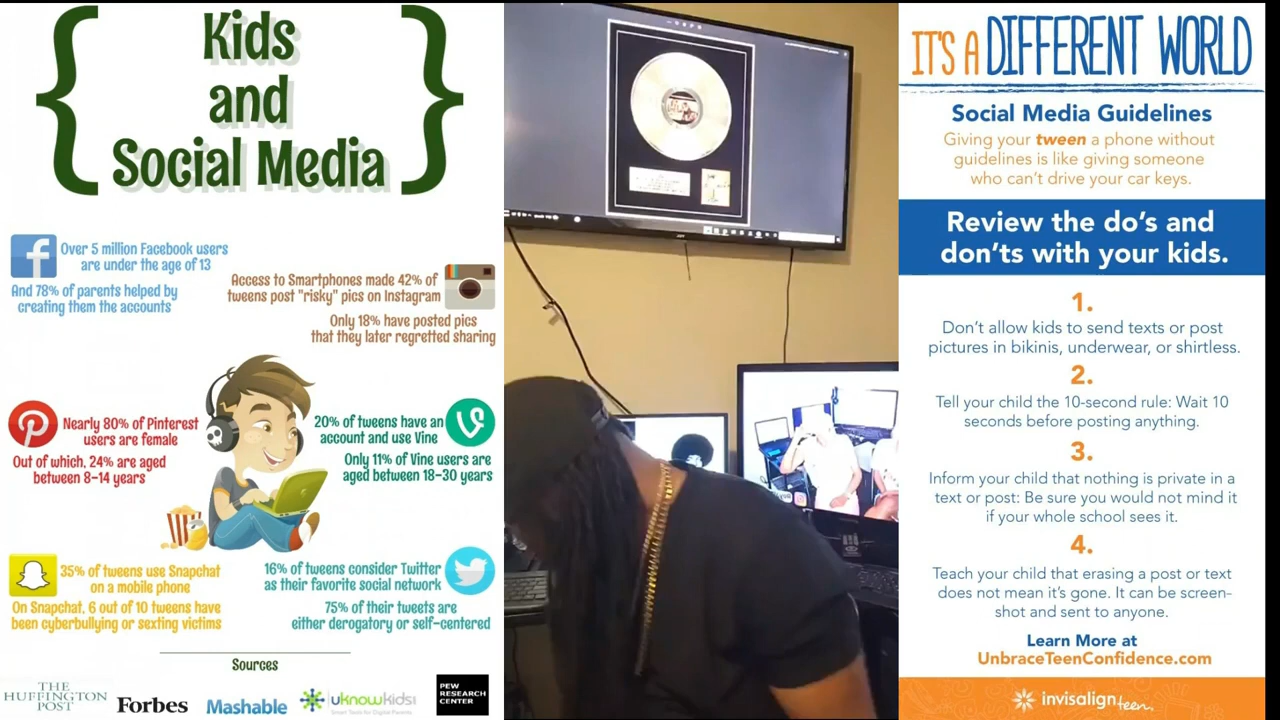 Kids
and
Social Media
Over 5 million Facebook users
are under the age of 13
And 78% of parents helped by
creating them the accounts
Access to Smartphones made 42% of
tweens post "risky" pics on Instagram
Only 18% have posted pics
that they later regretted sharing
Nearly 80% of Pinterest
users are female
Out of which, 24% are aged
between 8-14 years
20% of tweens have an
account and use Vine
Only 11% of Vine users are
aged between 18-30 years
35% of tweens use Snapchat
on a mobile phone
On Snapchat, 6 out of 10 tweens have
been cyberbullying or sexting victims
16% of tweens consider Twitter
as their favorite social network
75% of their tweets are
either derogatory or self-centered
Sources
THE
HUFFINGTON
POST
Forbes
Mashable
uknowkids
Smart Tools for Digital Parents
PEW
RESEARCH
CENTER
IT'S A DIFFERENT WORLD
Social Media Guidelines
Giving your tween a phone without
guidelines is like giving someone
who can't drive your car keys.
Review the do's and
don'ts with your kids.
1.
Don't allow kids to send texts or post
pictures in bikinis, underwear, or shirtless.
2.
Tell your child the 10-second rule: Wait 10
seconds before posting anything.
3.
Inform your child that nothing is private in a
text or post: Be sure you would not mind it
if your whole school sees it.
4.
Teach your child that erasing a post or text
does not mean it's gone. It can be screen-
shot and sent to anyone.
Learn More at
UnbraceTeenConfidence.com
invisalign teen